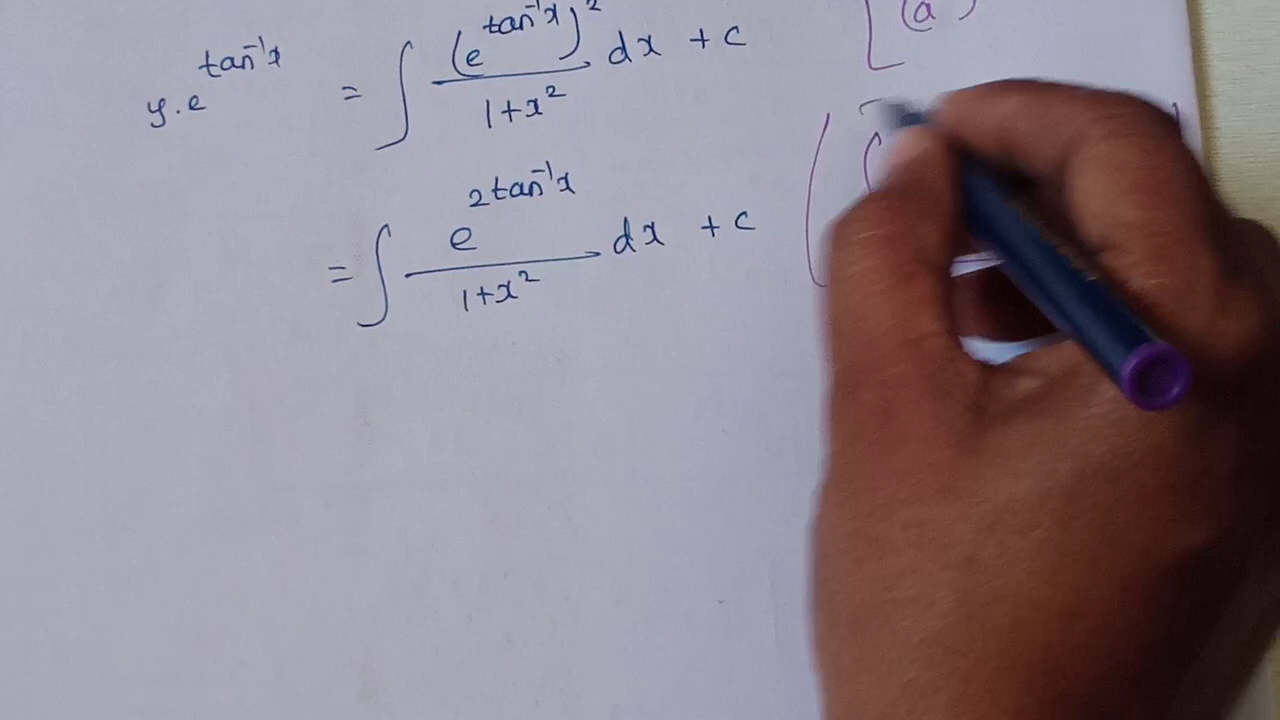 y.e^{tan⁻¹x} = ∫ (e^{tan⁻¹x})² / 1+x² dx + c [(a)
= ∫ e^{2tan⁻¹x} / 1+x² dx + c (